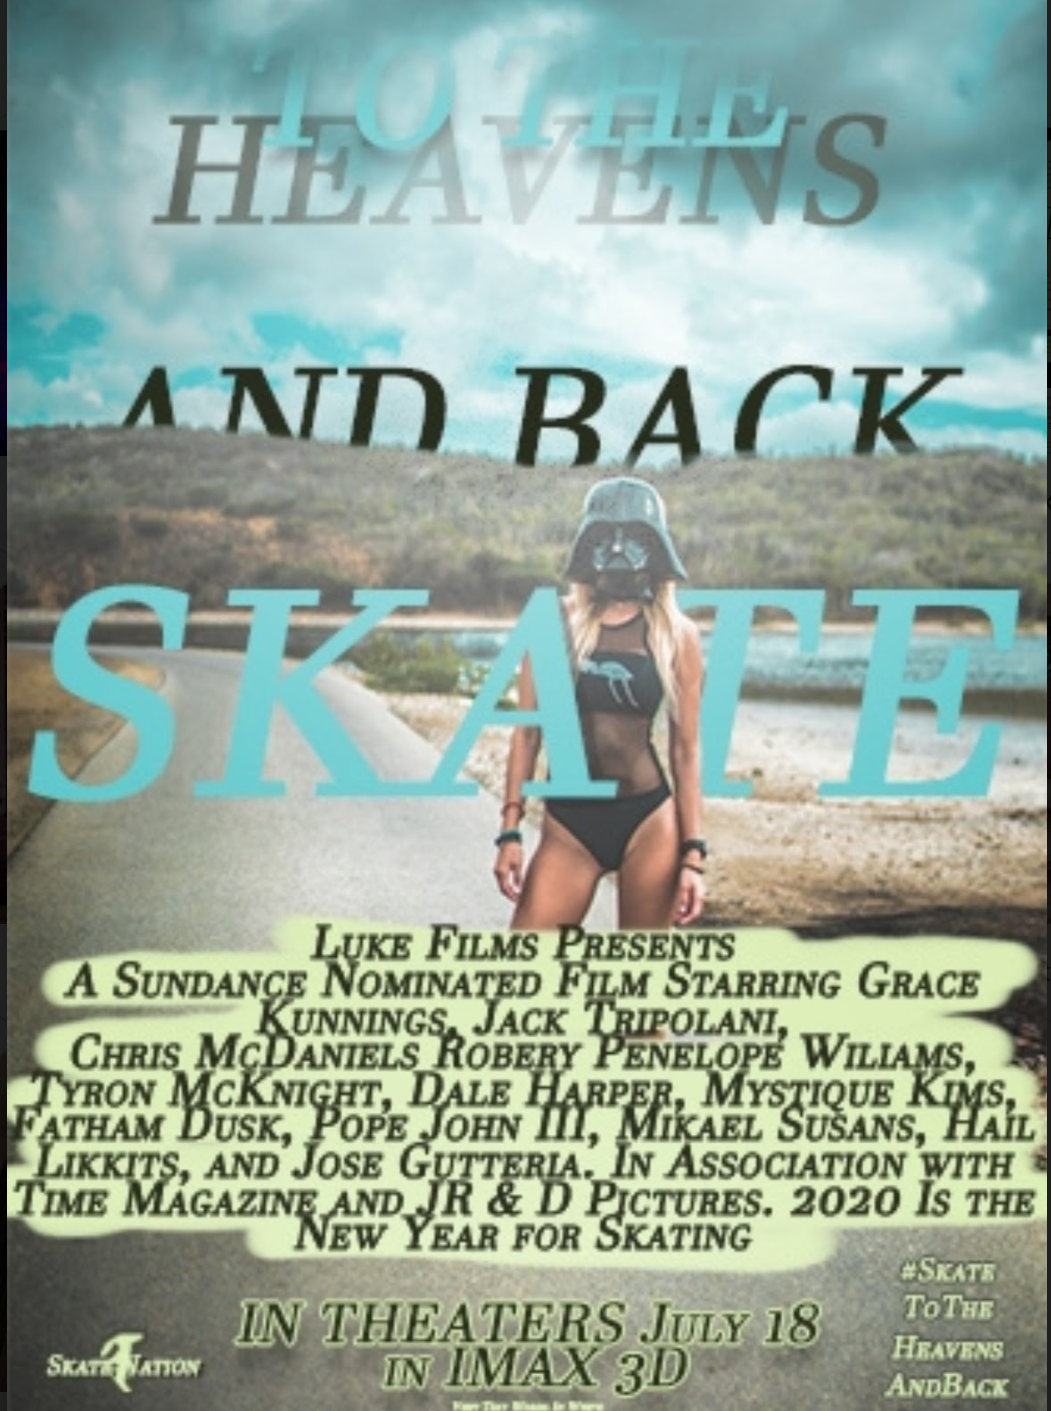 TO THE
HEAVENS
AND BACK
SKATE
LUKE FILMS PRESENTS
A SUNDANCE NOMINATED FILM STARRING GRACE
KUNNINGS, JACK TRIPOLANI,
CHRIS MCDANIELS ROBERY PENELOPE WILIAMS,
TYRON MCKNIGHT, DALE HARPER, MYSTIQUE KIMS,
FATHAM DUSK, POPE JOHN III, MIKAEL SUSANS, HAIL
LIKKITS, AND JOSE GUTTERIA. IN ASSOCIATION WITH
TIME MAGAZINE AND JR & D PICTURES. 2020 IS THE
NEW YEAR FOR SKATING
#SKATE
TOTHE
HEAVENS
ANDBACK
IN THEATERS JULY 18
IN IMAX 3D
SKATE NATION